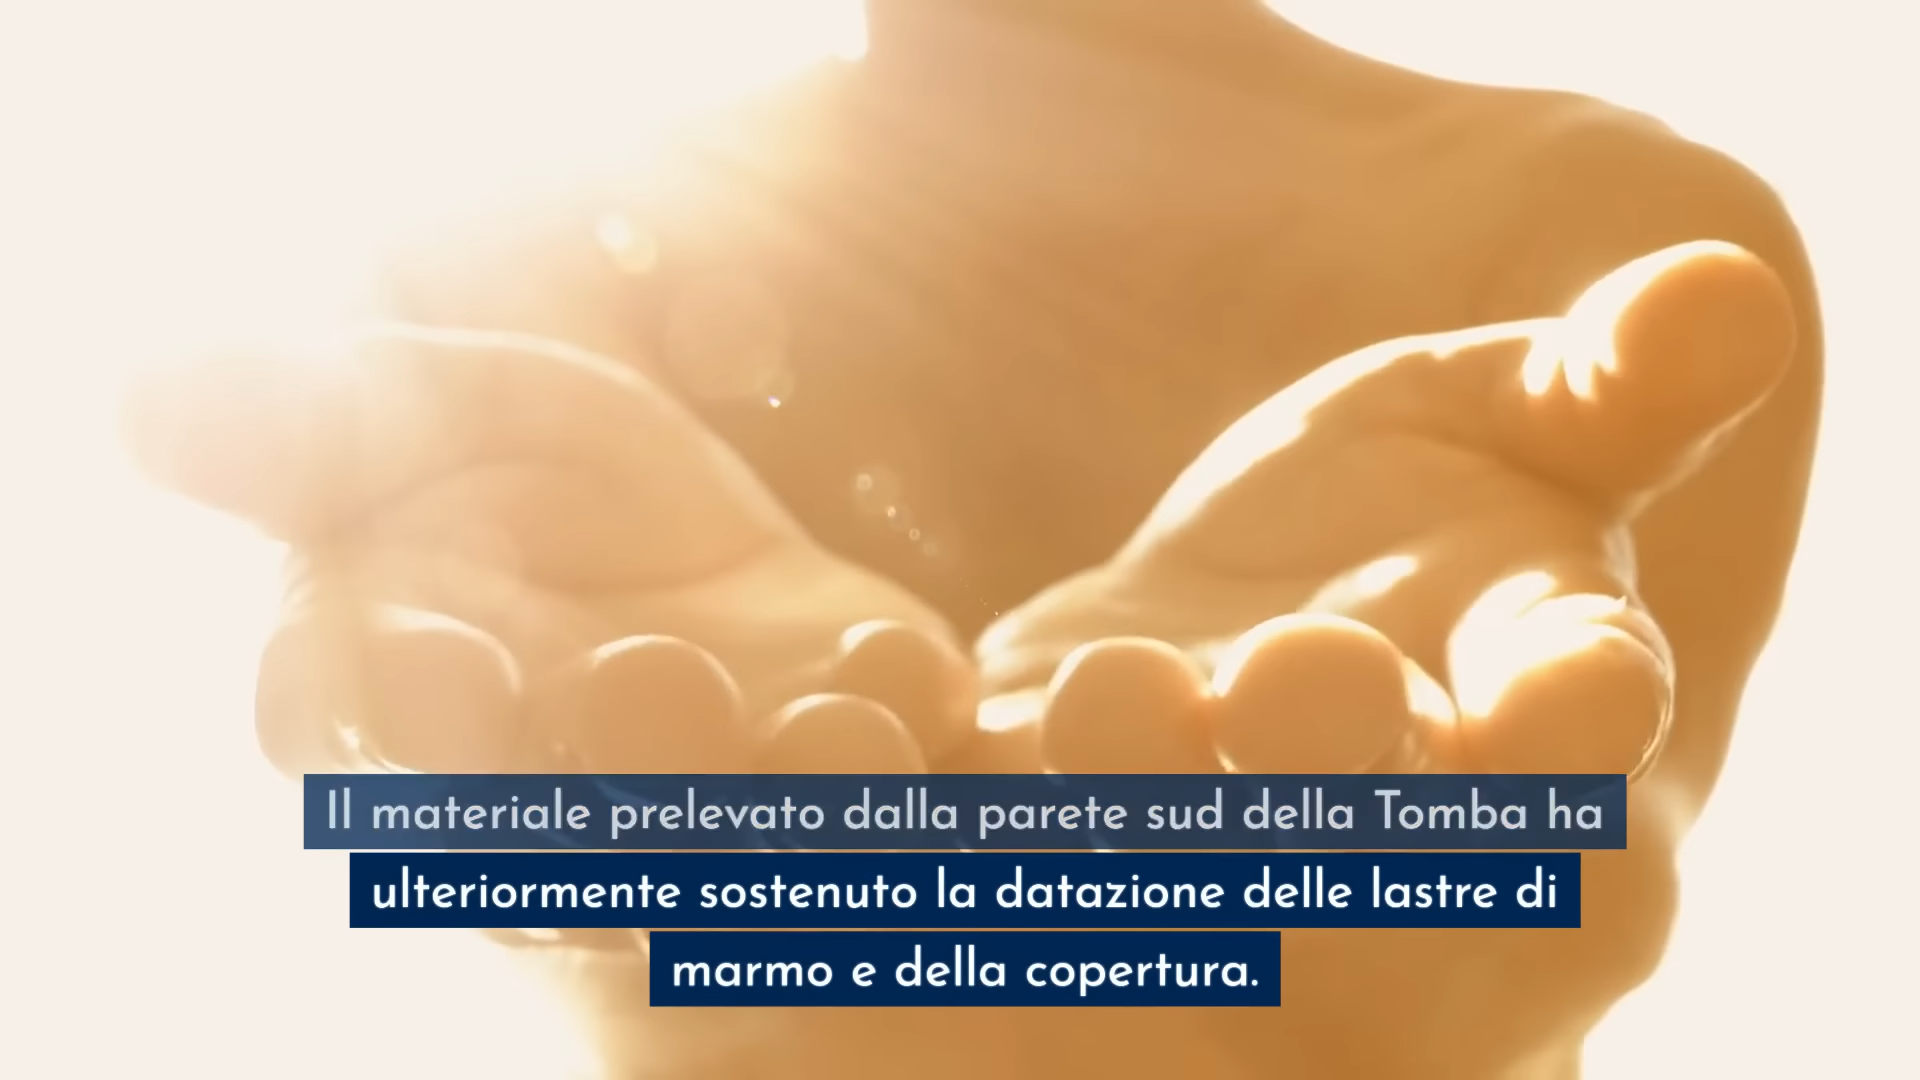 Il materiale prelevato dalla parete sud della Tomba ha
ulteriormente sostenuto la datazione delle lastre di
marmo e della copertura.